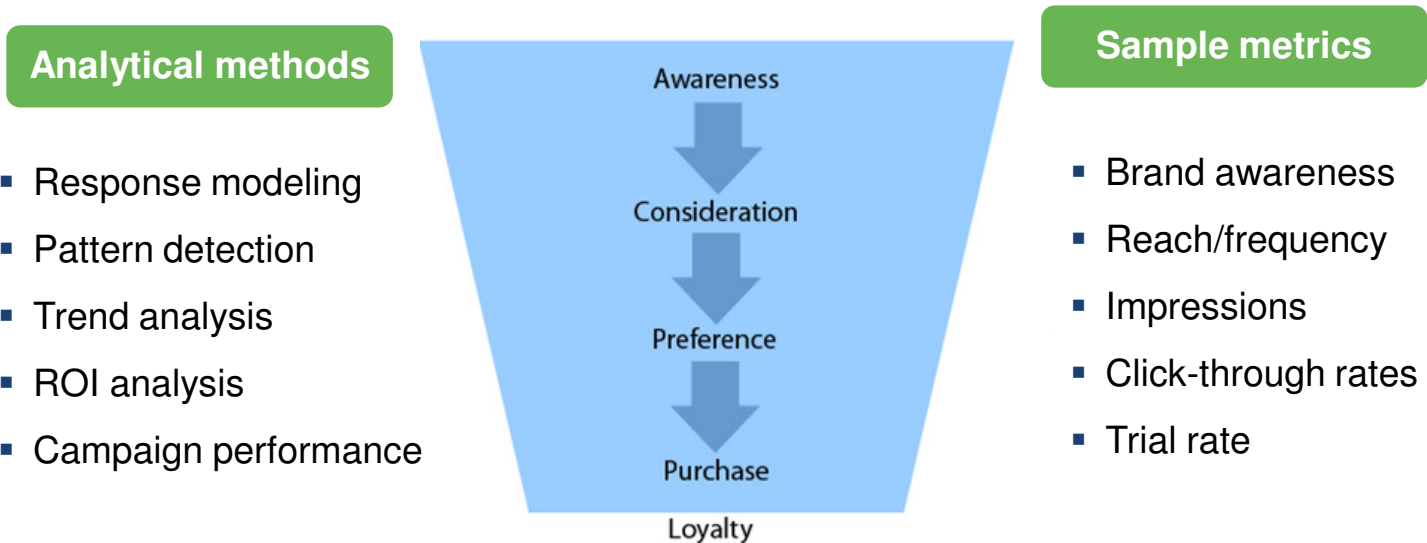 Analytical methods
Response modeling
Pattern detection
Trend analysis
ROI analysis
Campaign performance
Awareness
Consideration
Preference
Purchase
Loyalty
Sample metrics
Brand awareness
Reach/frequency
Impressions
Click-through rates
Trial rate